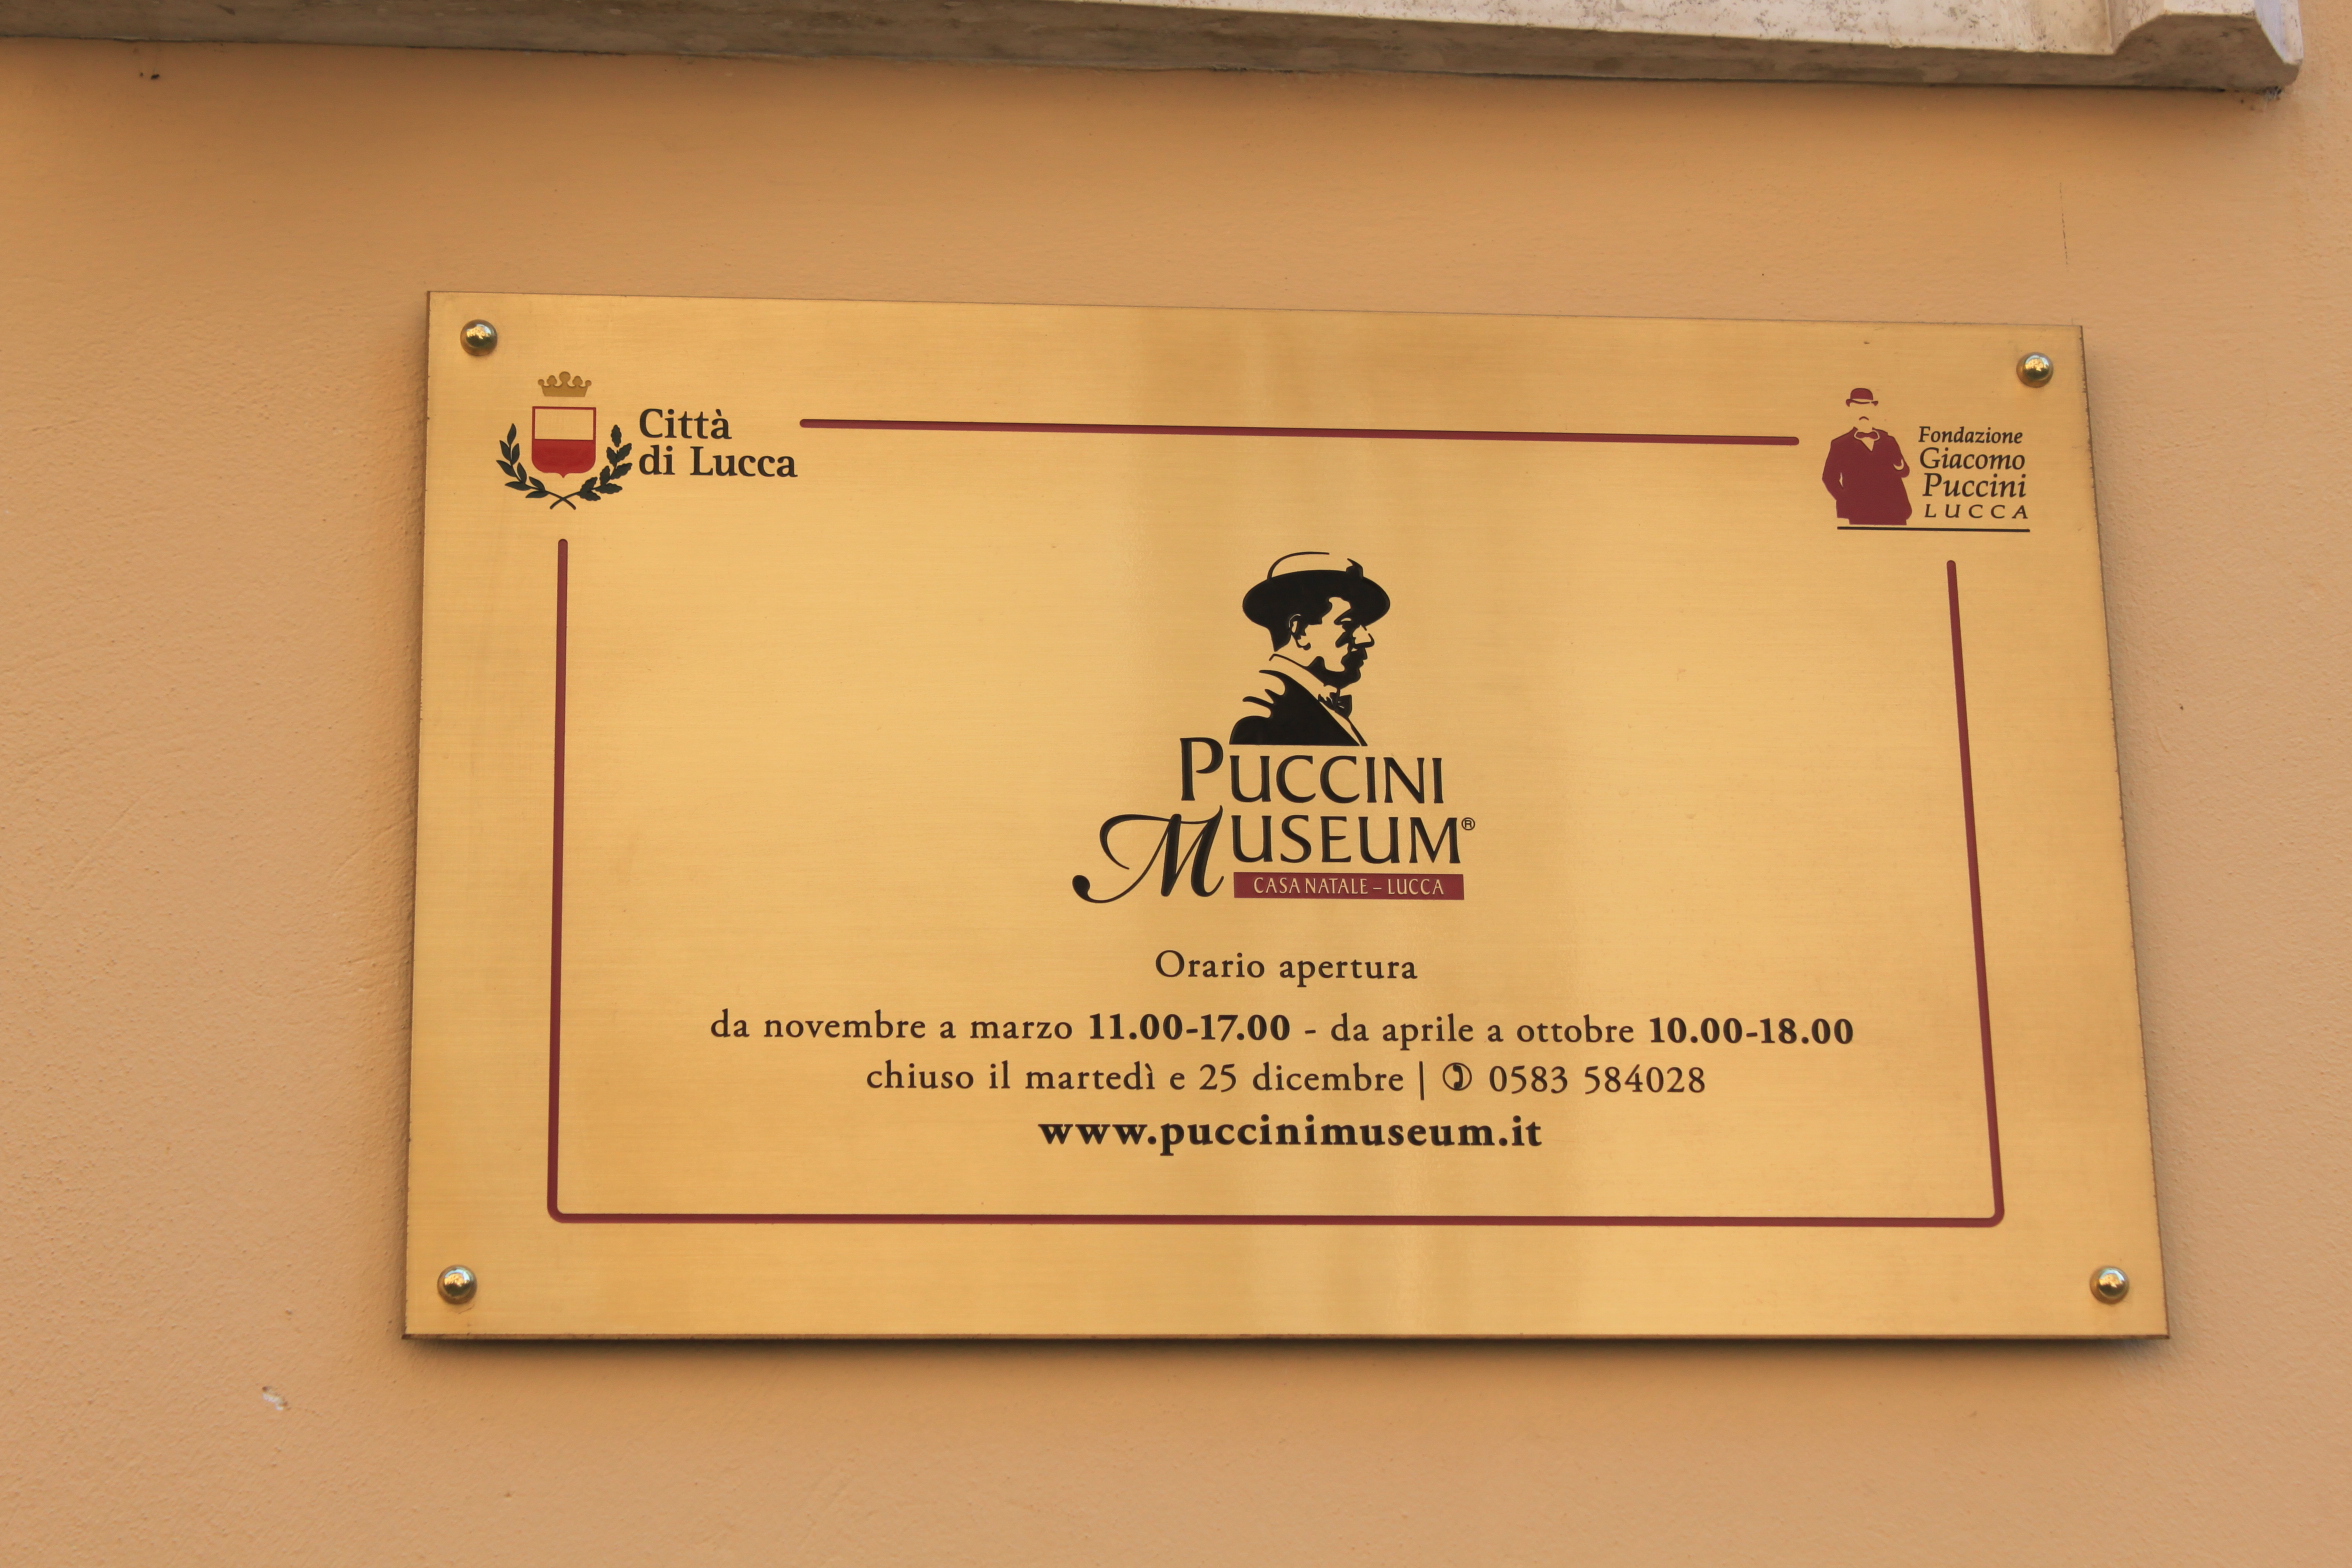 Città
di Lucca
Fondazione
Giacomo
Puccini
LUCCA
PUCCINI
MUSEUM®
CASA NATALE – LUCCA
Orario apertura
da novembre a marzo 11.00-17.00 - da aprile a ottobre 10.00-18.00
chiuso il martedì e 25 dicembre | ✆ 0583 584028
www.puccinimuseum.it